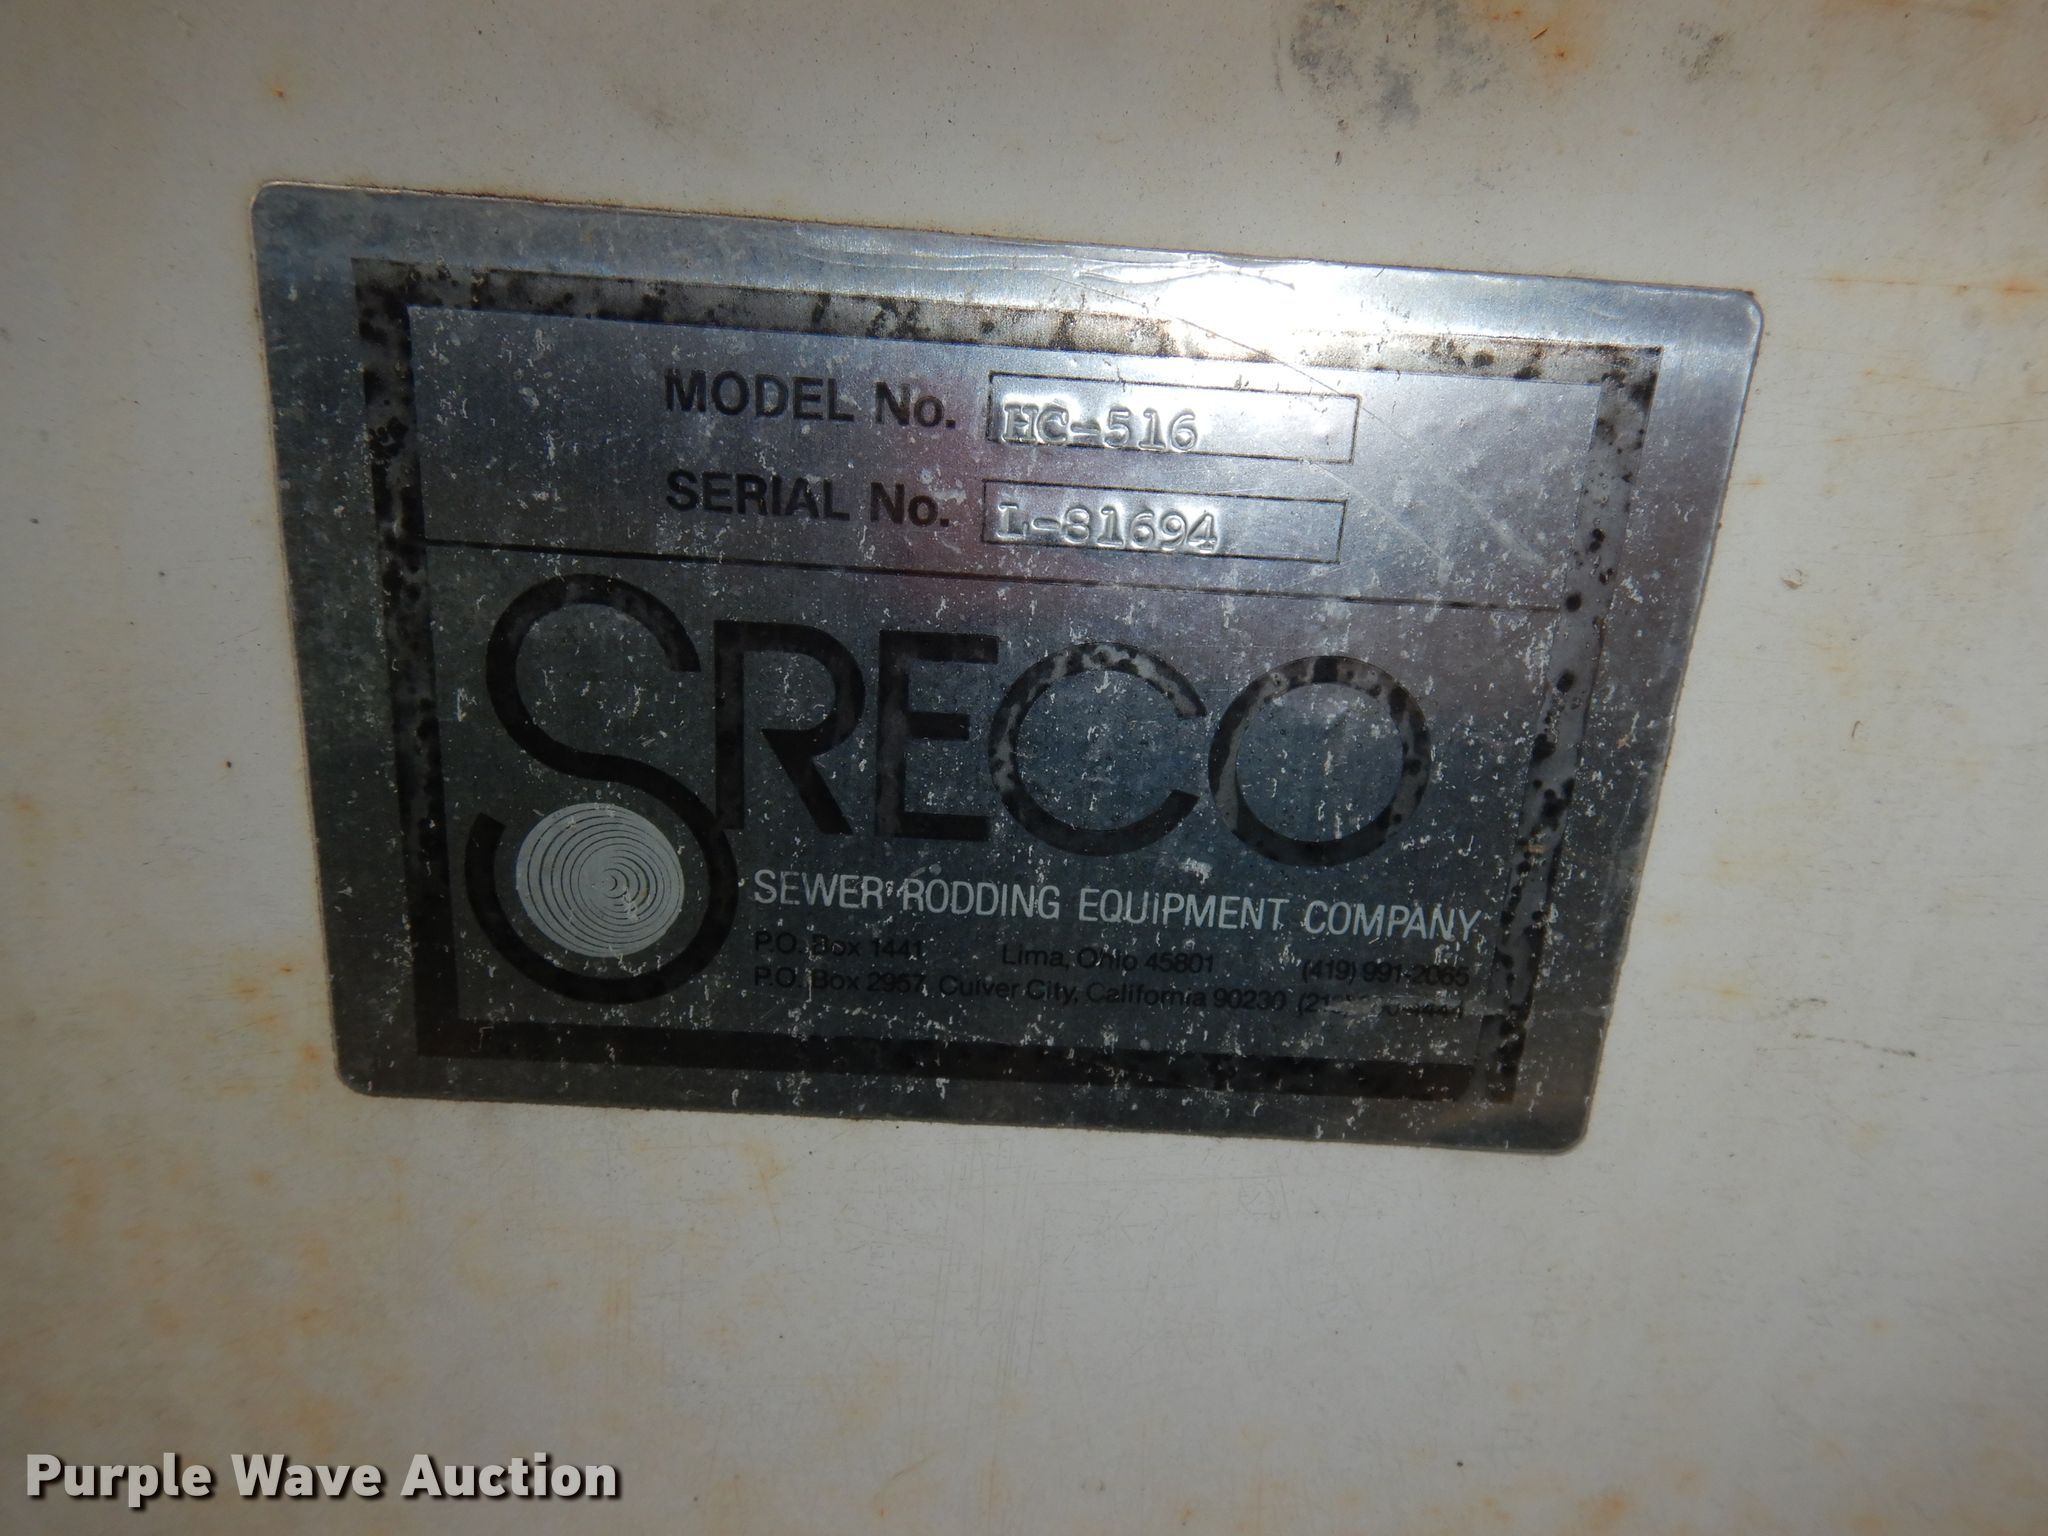 MODEL No. HC-516
SERIAL No. L-81694
SRECO
SEWER RODDING EQUIPMENT COMPANY
P.O. Box 1441 Lima, Ohio 45801 (419) 991-2065
P.O. Box 2957 Culver City, California 90230
Purple Wave Auction